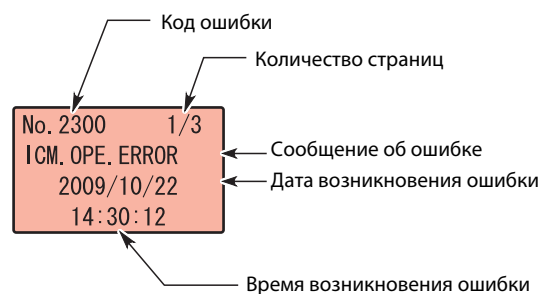 Код ошибки
Количество страниц
No. 2300 1/3
ICM. OPE. ERROR
Сообщение об ошибке
2009/10/22
Дата возникновения ошибки
14:30:12
Время возникновения ошибки